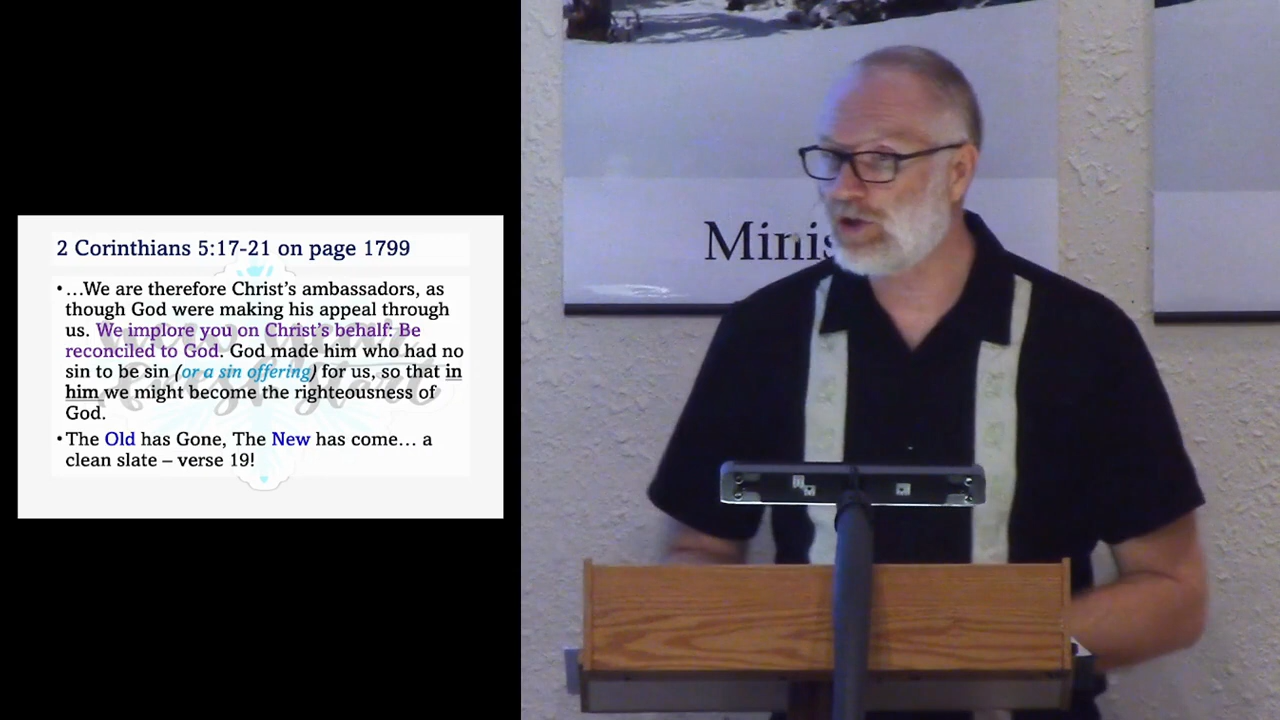 2 Corinthians 5:17-21 on page 1799
•…We are therefore Christ's ambassadors, as
though God were making his appeal through
us. We implore you on Christ's behalf: Be
reconciled to God. God made him who had no
sin to be sin (or a sin offering) for us, so that in
him we might become the righteousness of
God.
•The Old has Gone, The New has come… a
clean slate – verse 19!
Minis